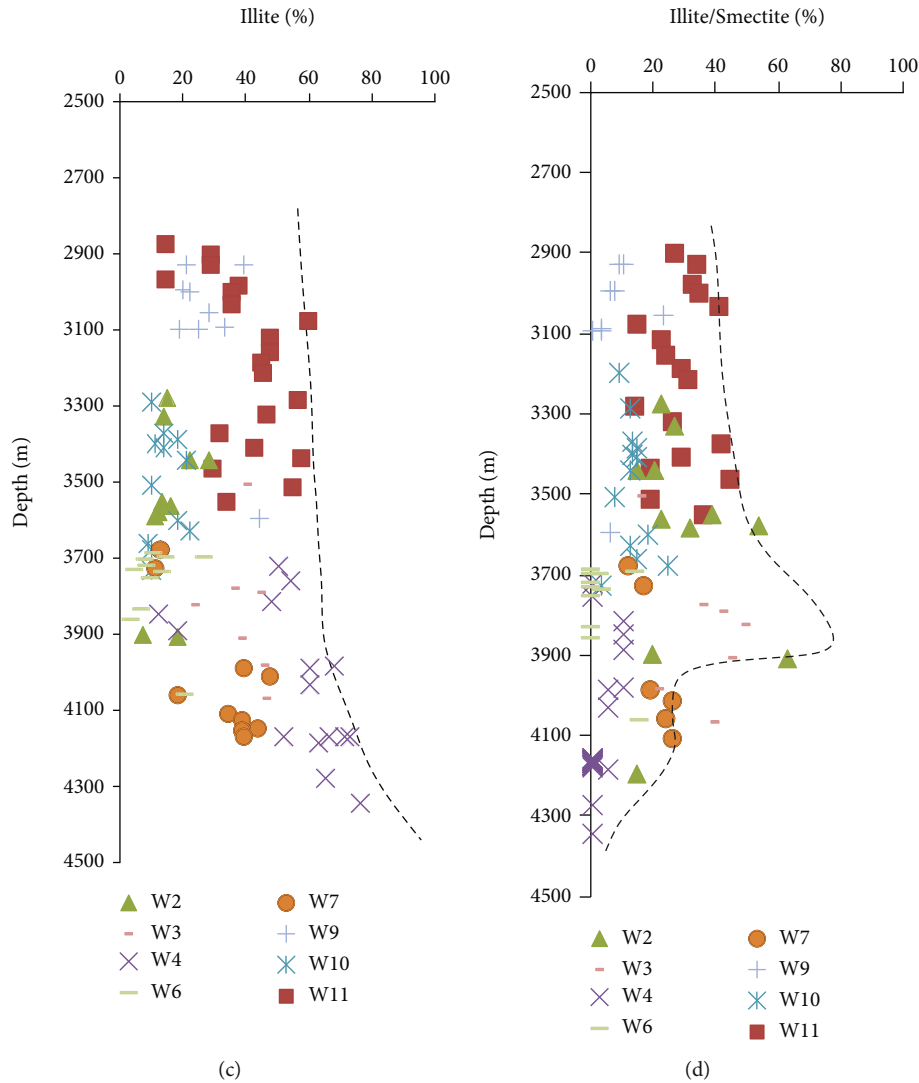 Illite (%)
0 20 40 60 80 100
2500
2700
2900
3100
3300
3500
3700
3900
4100
4300
4500
Depth (m)
W2 W7
W3 W9
W4 W10
W6 W11
(c)
Illite/Smectite (%)
0 20 40 60 80 100
2500
2700
2900
3100
3300
3500
3700
3900
4100
4300
4500
Depth (m)
W2 W7
W3 W9
W4 W10
W6 W11
(d)